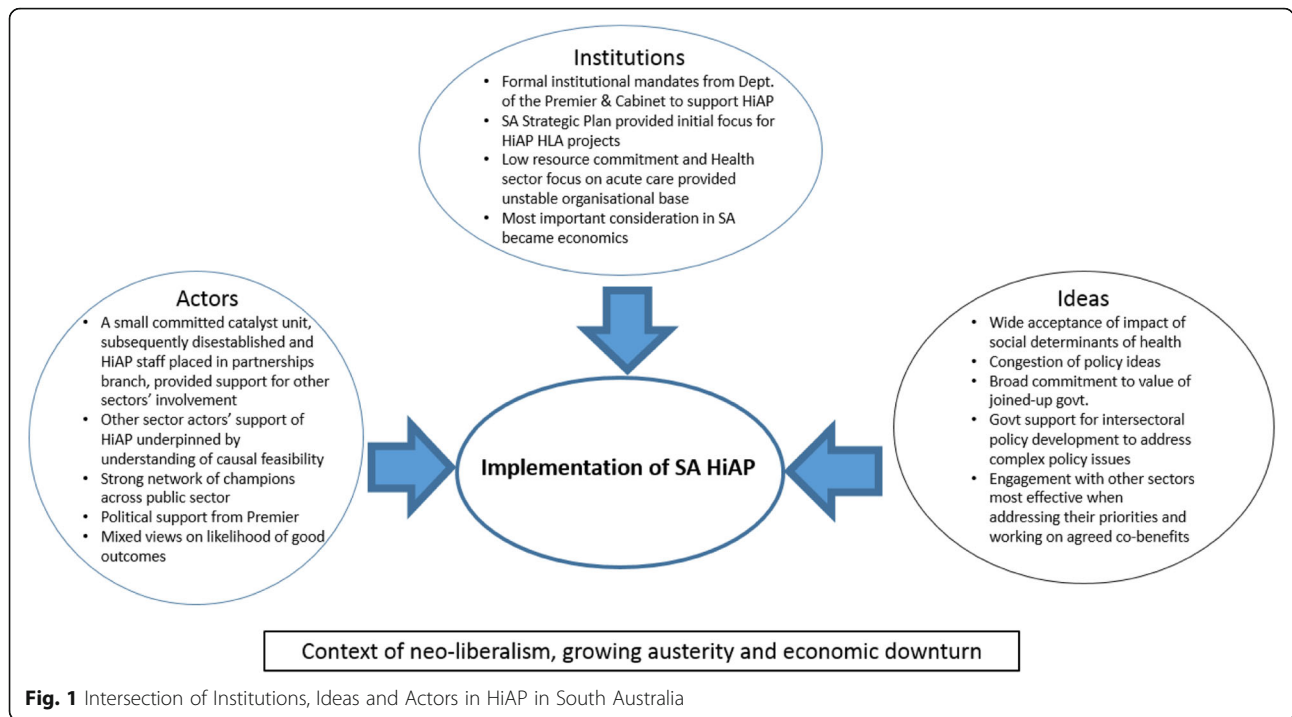 Institutions
• Formal institutional mandates from Dept.
of the Premier & Cabinet to support HiAP
• SA Strategic Plan provided initial focus for
HiAP HLA projects
• Low resource commitment and Health
sector focus on acute care provided
unstable organisational base
• Most important consideration in SA
became economics
Actors
• A small committed catalyst unit,
subsequently disestablished and
HiAP staff placed in partnerships
branch, provided support for other
sectors' involvement
• Other sector actors' support of
HiAP underpinned by
understanding of causal feasibility
• Strong network of champions
across public sector
• Political support from Premier
• Mixed views on likelihood of good
outcomes
Implementation of SA HiAP
Ideas
• Wide acceptance of impact of
social determinants of health
• Congestion of policy ideas
• Broad commitment to value of
joined-up govt.
• Govt support for intersectoral
policy development to address
complex policy issues
• Engagement with other sectors
most effective when
addressing their priorities and
working on agreed co-benefits
Context of neo-liberalism, growing austerity and economic downturn
Fig. 1 Intersection of Institutions, Ideas and Actors in HiAP in South Australia